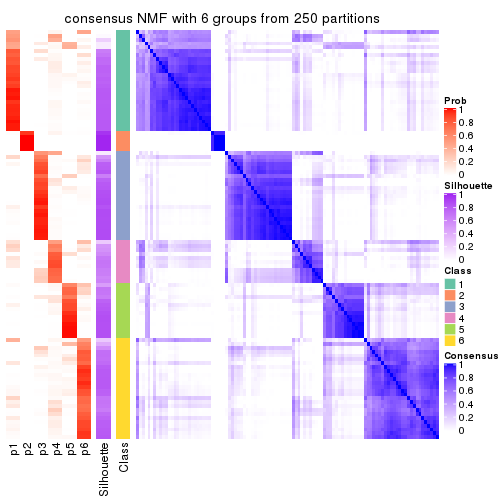 consensus NMF with 6 groups from 250 partitions
Prob
1
0.8
0.6
0.4
0.2
0
Silhouette
1
0.8
0.6
0.4
0.2
0
Class
1
2
3
4
5
6
Consensus
1
0.8
0.6
0.4
0.2
0
p1
p2
p3
p4
p5
p6
Silhouette
Class